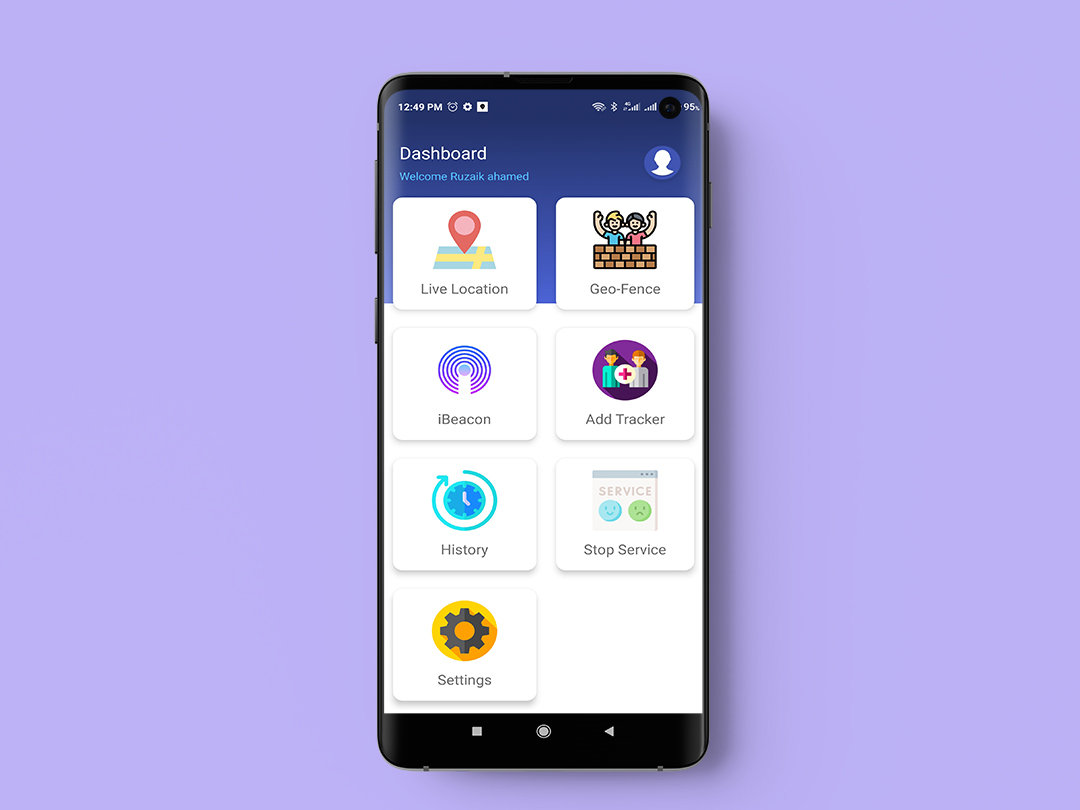 12:49 PM 4G 95%
Dashboard
Welcome Ruzaik ahamed
Live Location Geo-Fence
iBeacon Add Tracker
SERVICE
History Stop Service
Settings